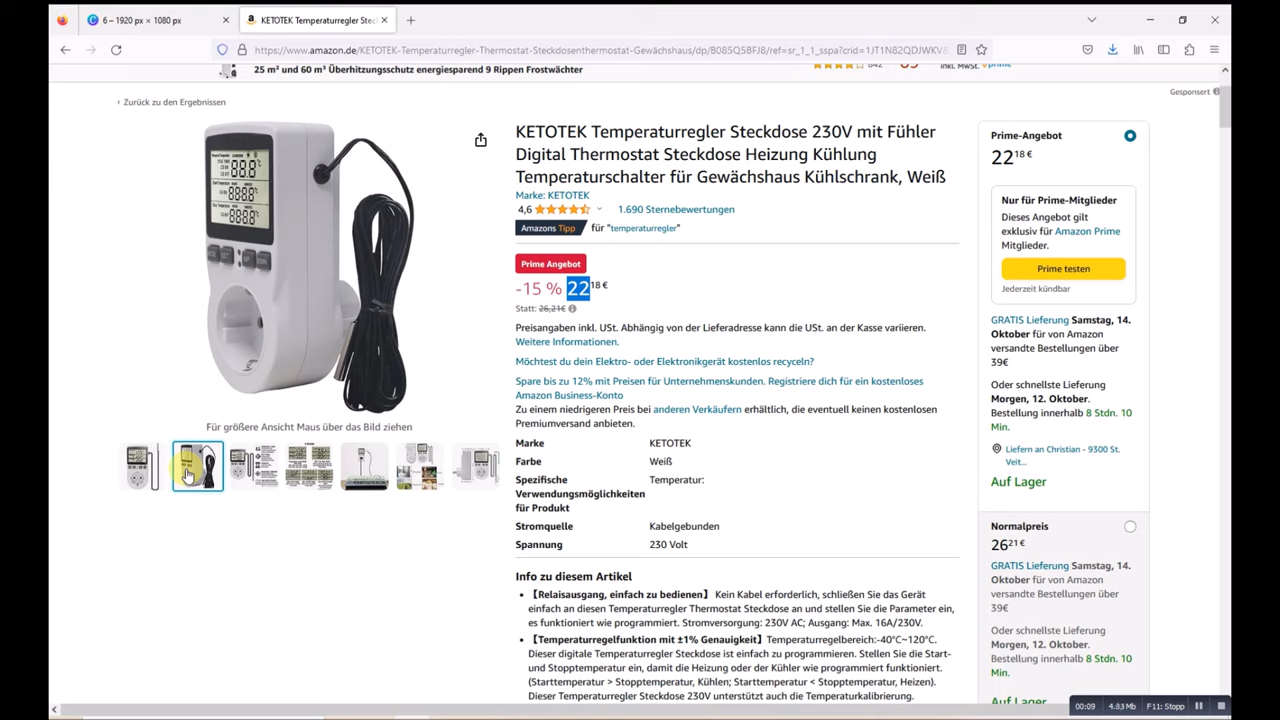 6 – 1920 px × 1080 px
KETOTEK Temperaturregler Steck
https://www.amazon.de/KETOTEK-Temperaturregler-Thermostat-Steckdosenthermostat-Gewächshaus/dp/B085Q5BFJ8/ref=sr_1_1_sspa?crid=1JT1N82QDJWKV
25 m² und 60 m³ Überhitzungsschutz energiesparend 9 Rippen Frostwächter
inkl. MwSt.
Gesponsert
‹ Zurück zu den Ergebnissen
KETOTEK Temperaturregler Steckdose 230V mit Fühler
Digital Thermostat Steckdose Heizung Kühlung
Temperaturschalter für Gewächshaus Kühlschrank, Weiß
Marke: KETOTEK
4,6 1.690 Sternebewertungen
Amazons Tipp für "temperaturregler"
Prime Angebot
-15 % 22 18 €
Statt: 26,21€
Preisangaben inkl. USt. Abhängig von der Lieferadresse kann die USt. an der Kasse variieren.
Weitere Informationen.
Möchtest du dein Elektro- oder Elektronikgerät kostenlos recyceln?
Spare bis zu 12% mit Preisen für Unternehmenskunden. Registriere dich für ein kostenloses
Amazon Business-Konto
Zu einem niedrigeren Preis bei anderen Verkäufern erhältlich, die eventuell keinen kostenlosen
Premiumversand anbieten.
Für größere Ansicht Maus über das Bild ziehen
Marke KETOTEK
Farbe Weiß
Spezifische Temperatur:
Verwendungsmöglichkeiten
für Produkt
Stromquelle Kabelgebunden
Spannung 230 Volt
Info zu diesem Artikel
• 【Relaisausgang, einfach zu bedienen】 Kein Kabel erforderlich, schließen Sie das Gerät
einfach an diesen Temperaturregler Thermostat Steckdose an und stellen Sie die Parameter ein,
es funktioniert wie programmiert. Stromversorgung: 230V AC; Ausgang: Max. 16A/230V.
• 【Temperaturregelfunktion mit ±1% Genauigkeit】Temperaturregelbereich:-40°C~120°C.
Dieser digitale Temperaturregler Steckdose ist einfach zu programmieren. Stellen Sie die Start-
und Stopptemperatur ein, damit die Heizung oder der Kühler wie programmiert funktioniert.
(Starttemperatur > Stopptemperatur, Kühlen; Starttemperatur < Stopptemperatur, Heizen).
Dieser Temperaturregler Steckdose 230V unterstützt auch die Temperaturkalibrierung.
Prime-Angebot
22 18 €
Nur für Prime-Mitglieder
Dieses Angebot gilt
exklusiv für Amazon Prime
Mitglieder.
Prime testen
Jederzeit kündbar
GRATIS Lieferung Samstag, 14.
Oktober für von Amazon
versandte Bestellungen über
39€
Oder schnellste Lieferung
Morgen, 12. Oktober.
Bestellung innerhalb 8 Stdn. 10
Min.
Liefern an Christian - 9300 St.
Veit...
Auf Lager
Normalpreis
26 21 €
GRATIS Lieferung Samstag, 14.
Oktober für von Amazon
versandte Bestellungen über
39€
Oder schnellste Lieferung
Morgen, 12. Oktober.
Bestellung innerhalb 8 Stdn. 10
Min.
Auf Lager
00:09 4.83 Mb F11: Stopp